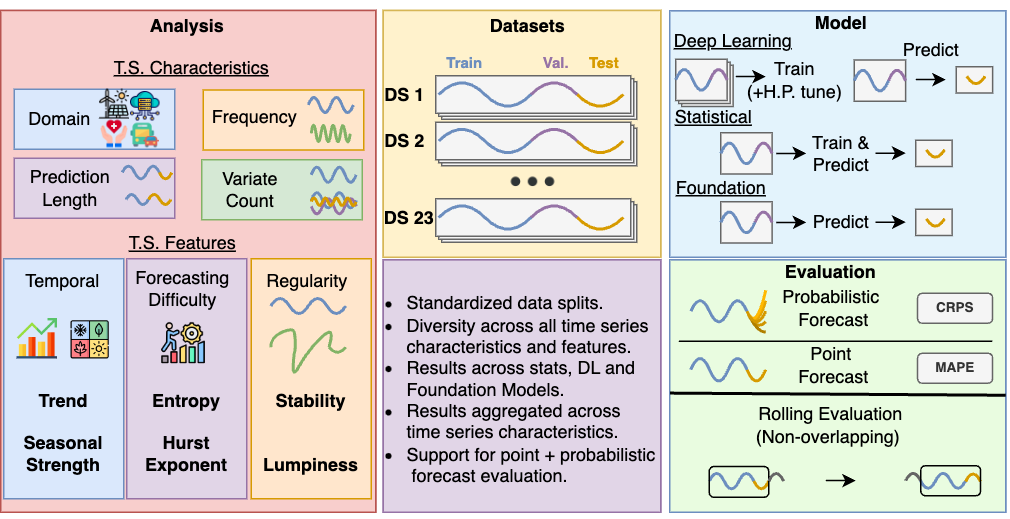 Analysis
T.S. Characteristics
Domain
Frequency
Prediction
Length
Variate
Count
T.S. Features
Temporal
Trend
Seasonal
Strength
Forecasting
Difficulty
Entropy
Hurst
Exponent
Regularity
Stability
Lumpiness
Datasets
Train Val. Test
DS 1
DS 2
DS 23
• Standardized data splits.
• Diversity across all time series
characteristics and features.
• Results across stats, DL and
Foundation Models.
• Results aggregated across
time series characteristics.
• Support for point + probabilistic
forecast evaluation.
Model
Deep Learning
Train
(+H.P. tune)
Predict
Statistical
Train &
Predict
Foundation
Predict
Evaluation
Probabilistic
Forecast
CRPS
Point
Forecast
MAPE
Rolling Evaluation
(Non-overlapping)